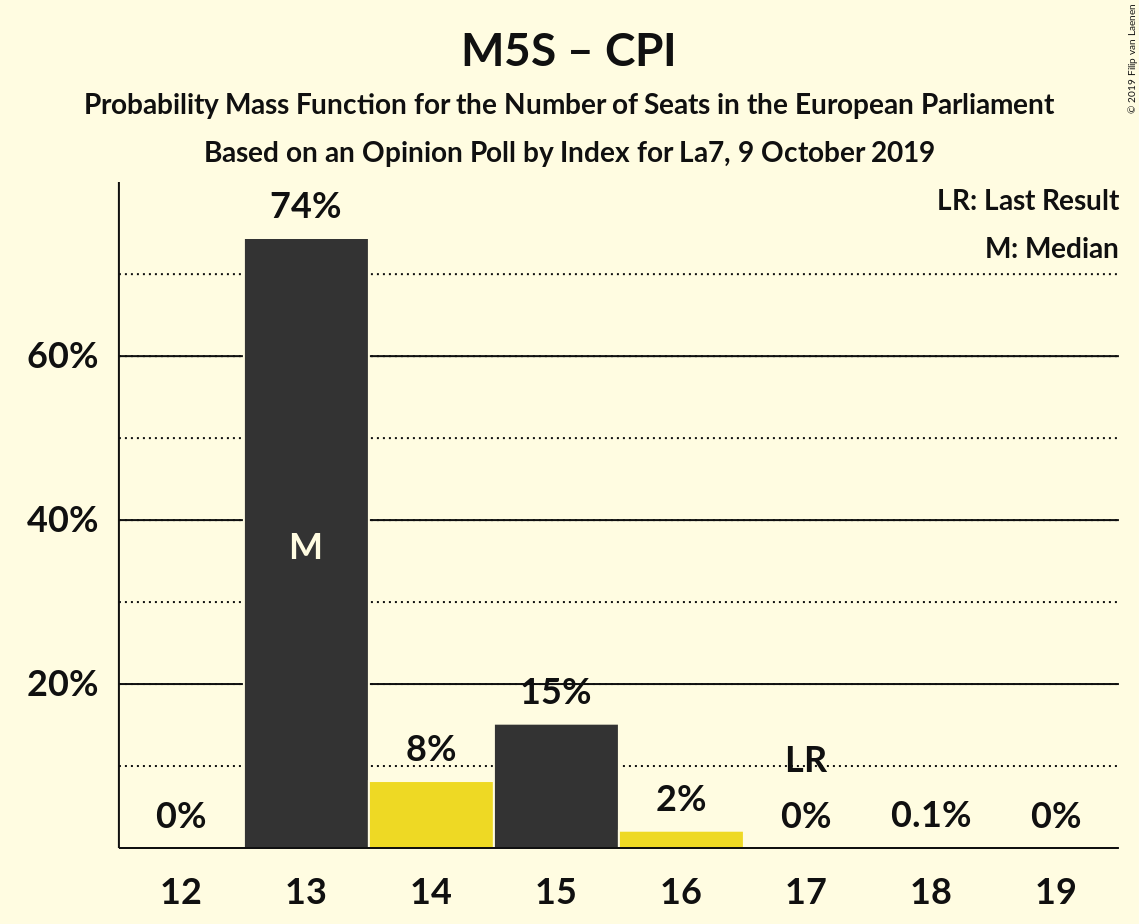 M5S – CPI
Probability Mass Function for the Number of Seats in the European Parliament
Based on an Opinion Poll by Index for La7, 9 October 2019
© 2019 Filip van Laenen
LR: Last Result
M: Median
74%
60%
40%
20%
M
0%
8%
15%
2%
LR
0%
0.1%
0%
12 13 14 15 16 17 18 19